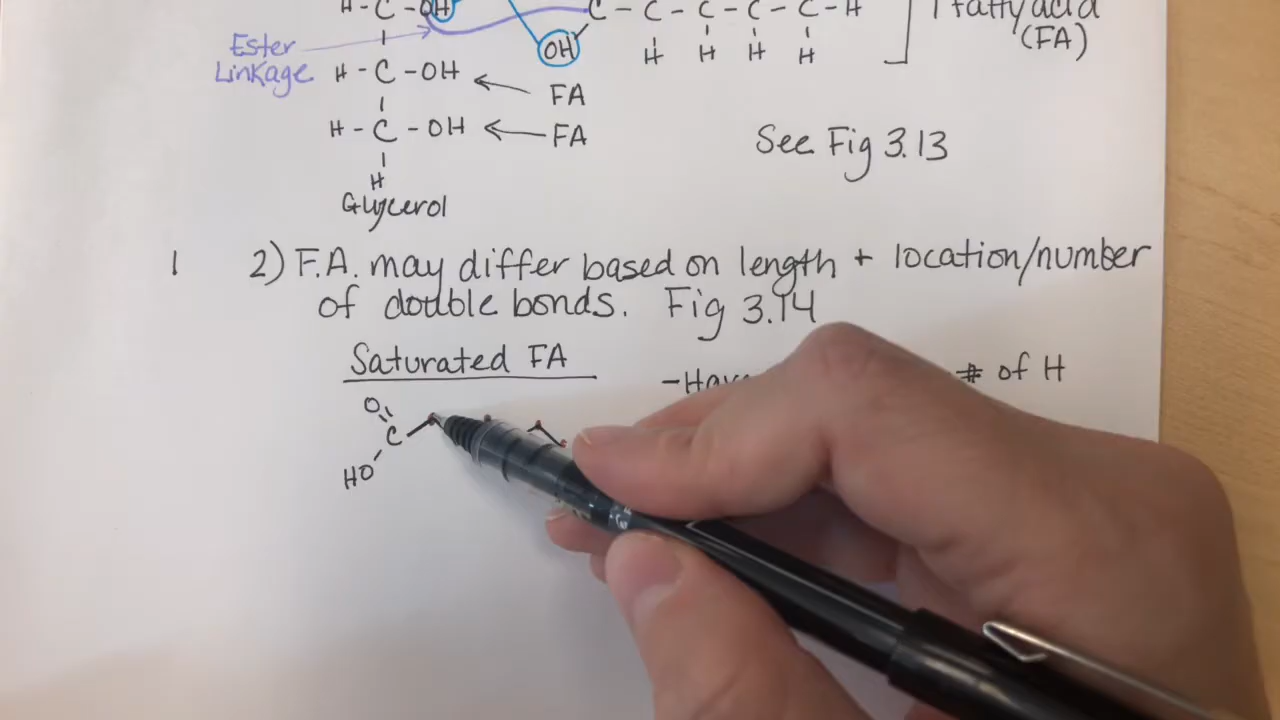 H - C - OH C - C - C - C - C - H 1 fatty acid
(FA)
Ester
Linkage
OH H H H H
H - C - OH
FA
H - C - OH
FA
H
Glycerol
See Fig 3.13
1 2) F.A. may differ based on length + location/number
of double bonds. Fig 3.14
Saturated FA
- # of H
O
C
HO